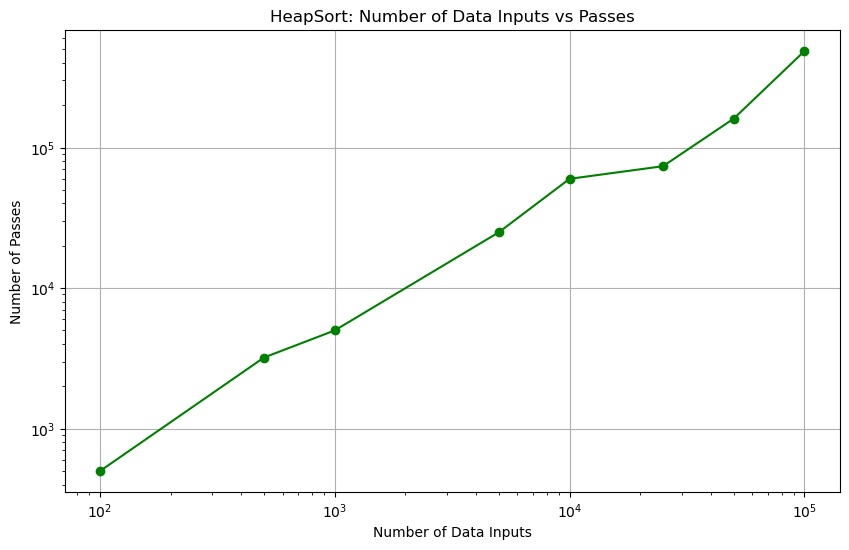 HeapSort: Number of Data Inputs vs Passes
Number of Passes
10^5
10^4
10^3
10^2 10^3 10^4 10^5
Number of Data Inputs